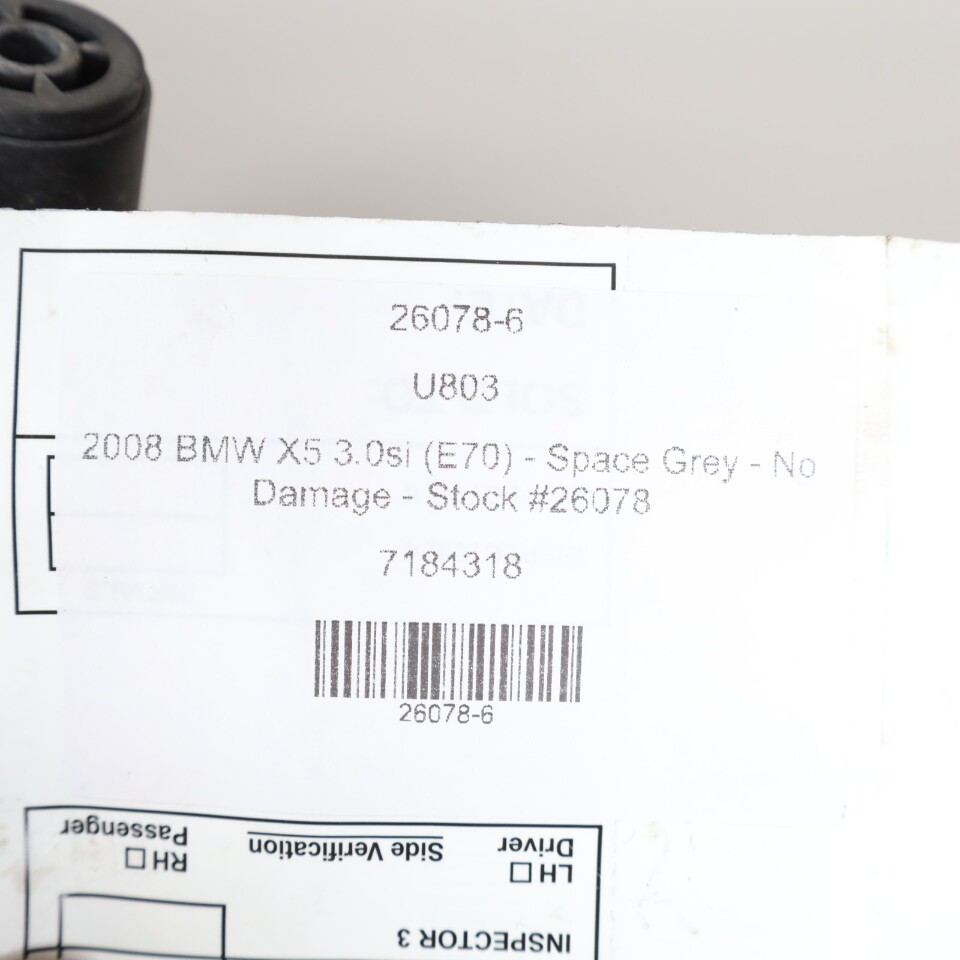 26078-6
U803
2008 BMW X5 3.0si (E70) - Space Grey - No
Damage - Stock #26078
7184318
26078-6
INSPECTOR 3
LH RH
Driver Side Verification Passenger